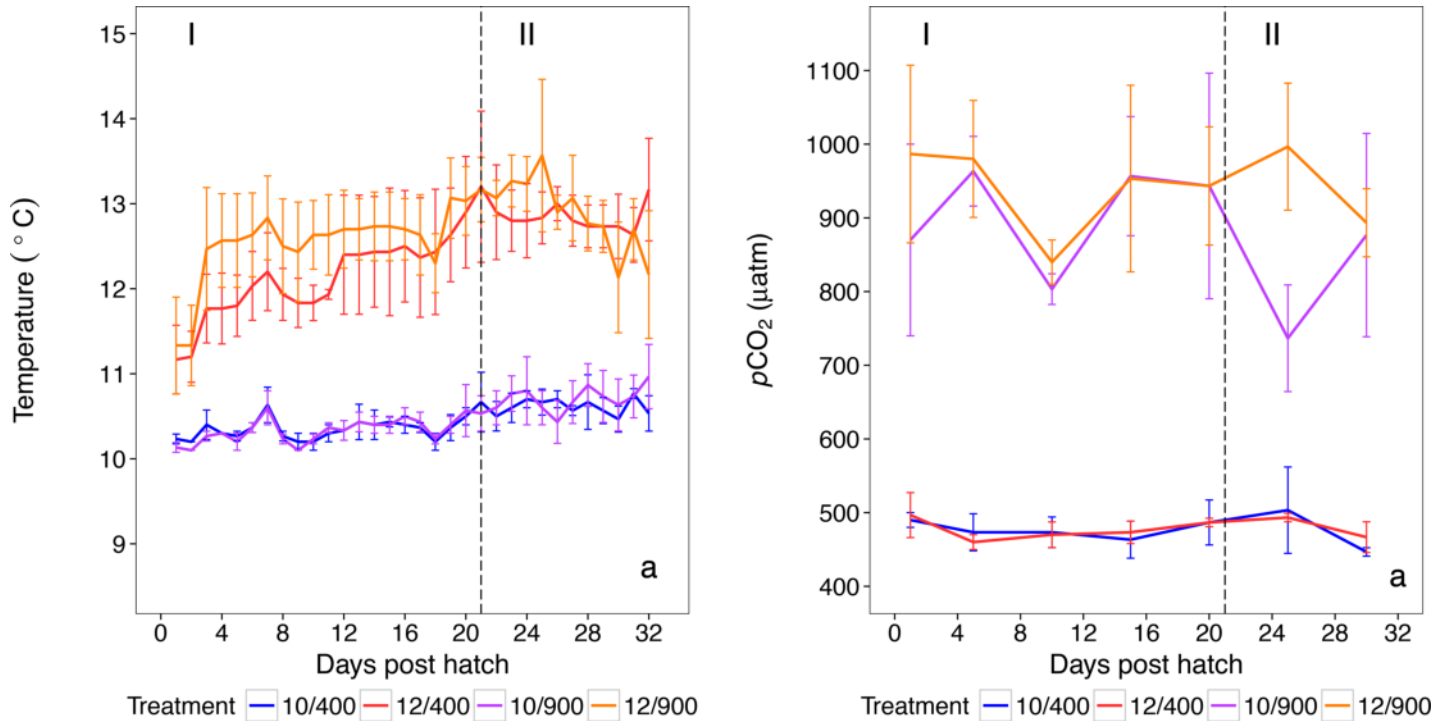 I II
15
14
13
12
11
10
9
Temperature ( ° C)
a
0 4 8 12 16 20 24 28 32
Days post hatch
Treatment 10/400 12/400 10/900 12/900
I II
1100
1000
900
800
700
600
500
400
pCO₂ (µatm)
a
0 4 8 12 16 20 24 28 32
Days post hatch
Treatment 10/400 12/400 10/900 12/900